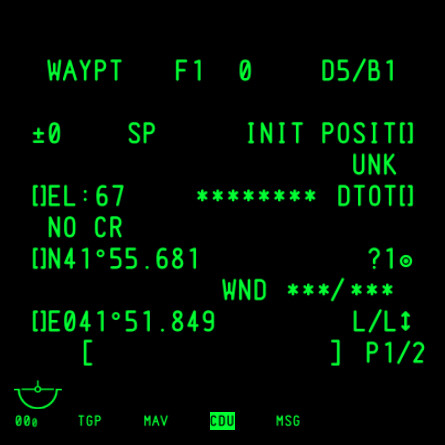 WAYPT F1 0 D5/B1
±0 SP INIT POSIT[]
UNK
[]EL:67 ******** DTOT[]
NO CR
[]N41°55.681 ?1⊙
WND ***/***
[]E041°51.849 L/L↕
[ ] P1/2
000 TGP MAV CDU MSG